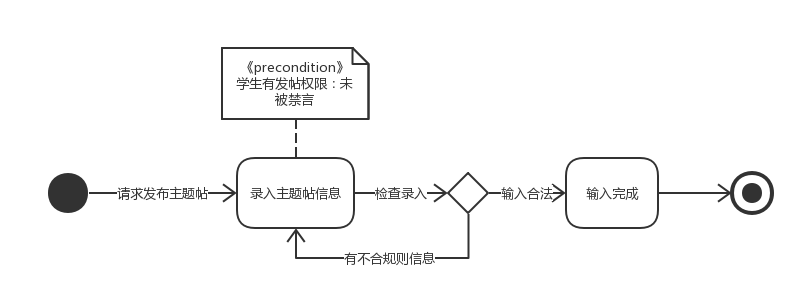 《precondition》
学生有发帖权限：未
被禁言
请求发布主题帖
录入主题帖信息
检查录入
输入合法
输入完成
有不合规则信息